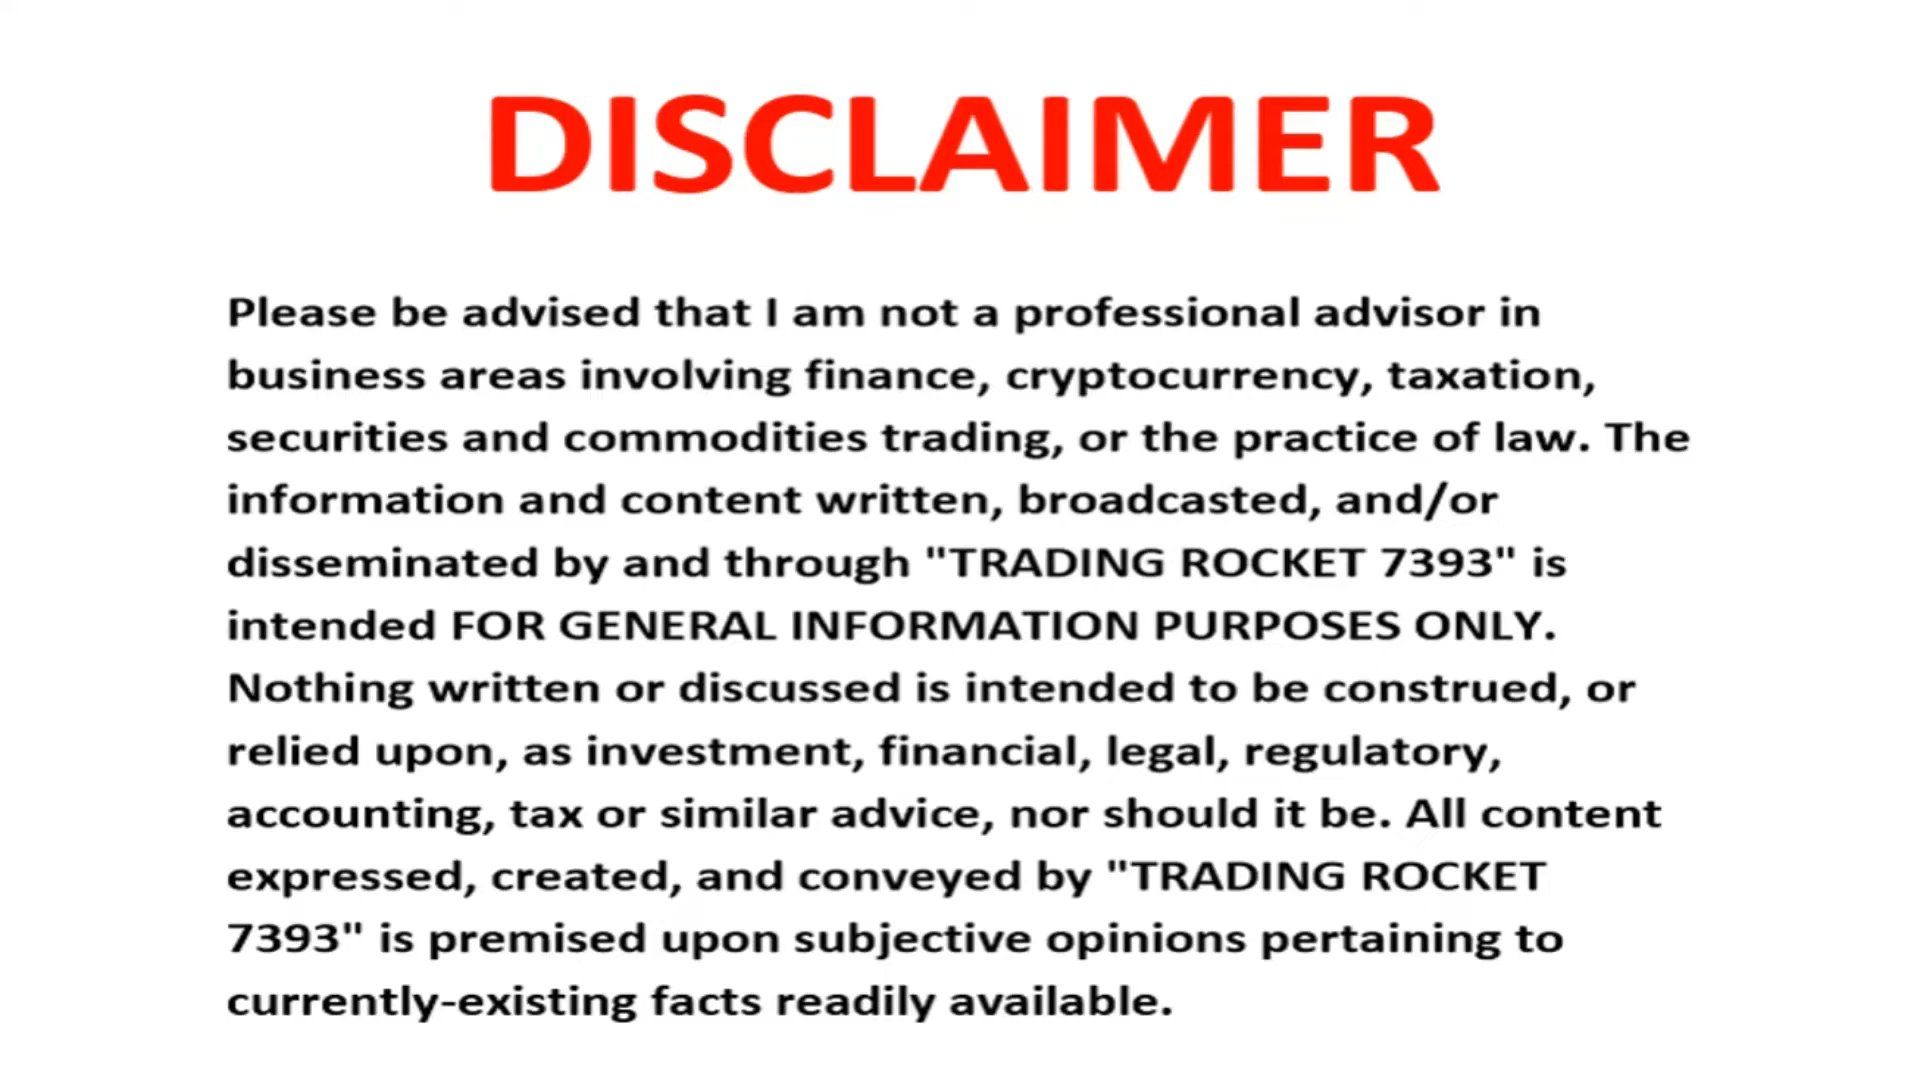 DISCLAIMER
Please be advised that I am not a professional advisor in
business areas involving finance, cryptocurrency, taxation,
securities and commodities trading, or the practice of law. The
information and content written, broadcasted, and/or
disseminated by and through "TRADING ROCKET 7393" is
intended FOR GENERAL INFORMATION PURPOSES ONLY.
Nothing written or discussed is intended to be construed, or
relied upon, as investment, financial, legal, regulatory,
accounting, tax or similar advice, nor should it be. All content
expressed, created, and conveyed by "TRADING ROCKET
7393" is premised upon subjective opinions pertaining to
currently-existing facts readily available.